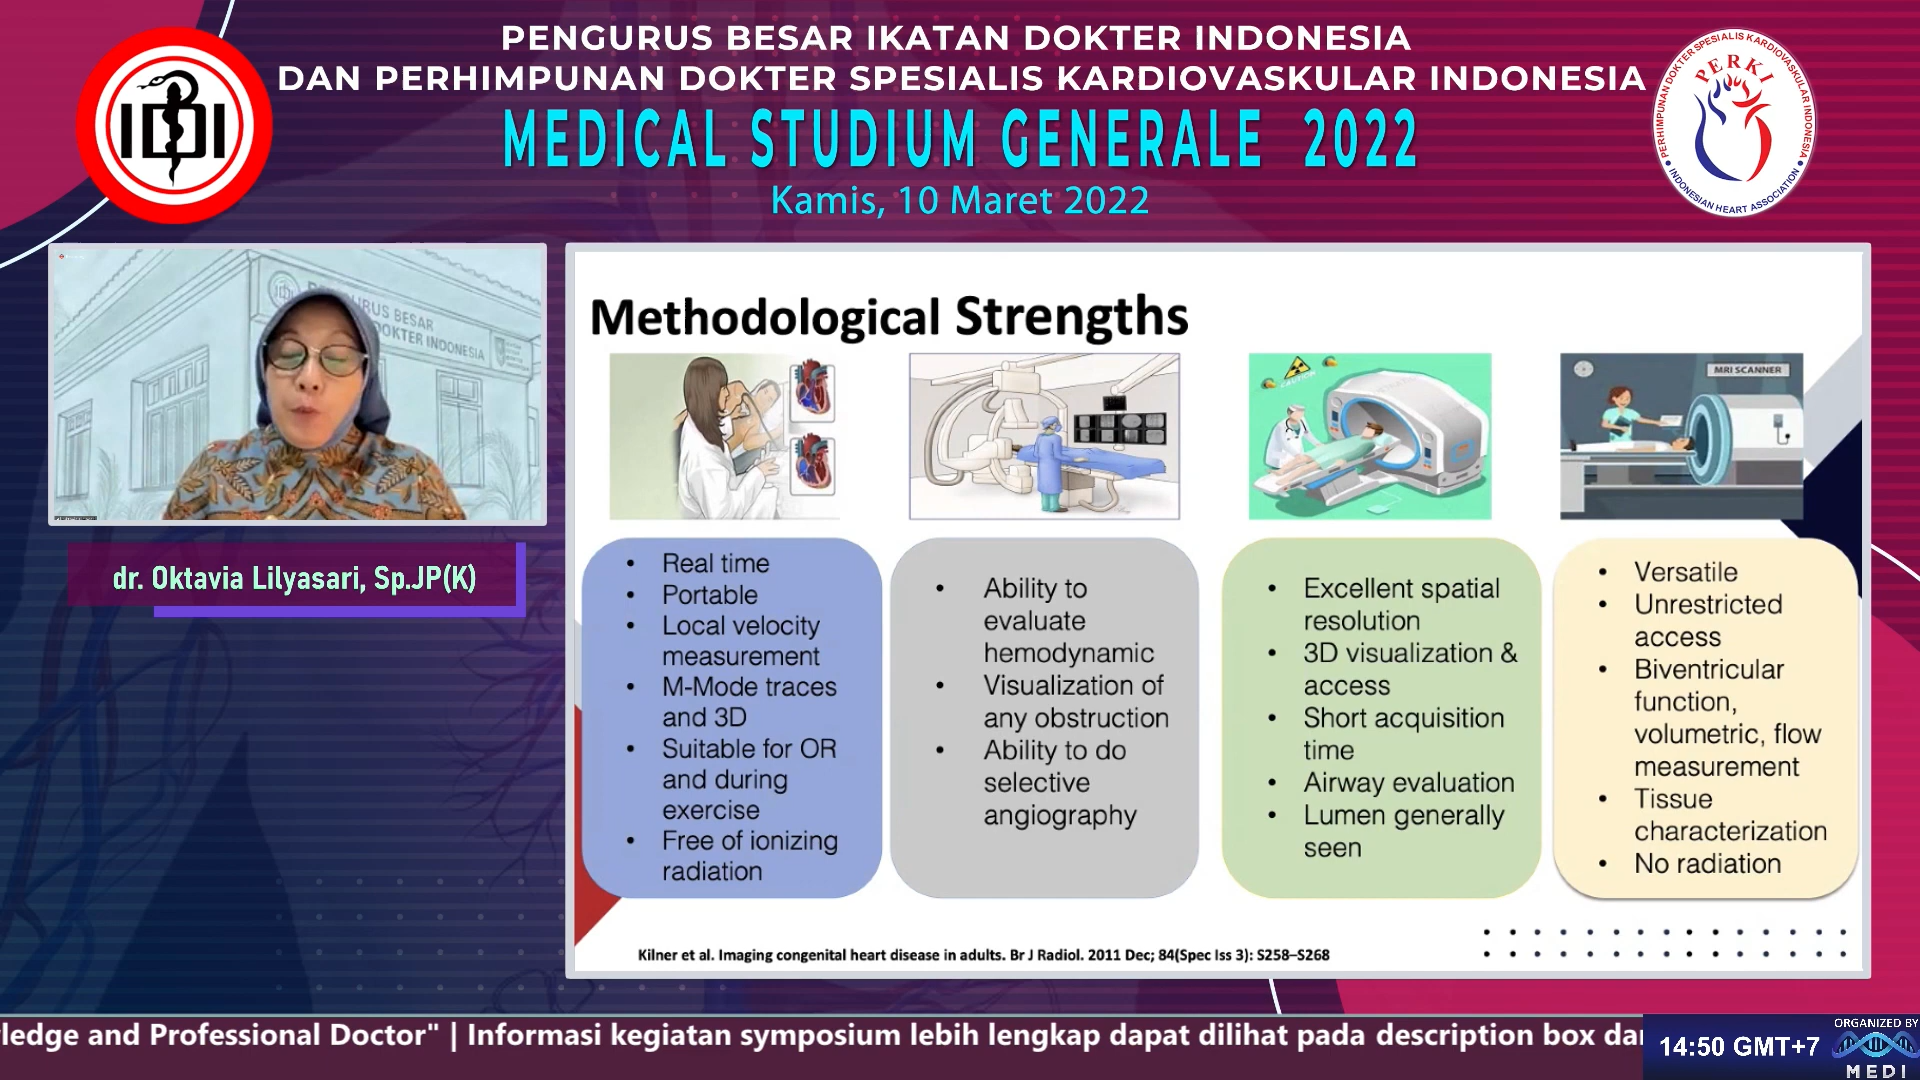 PENGURUS BESAR IKATAN DOKTER INDONESIA
DAN PERHIMPUNAN DOKTER SPESIALIS KARDIOVASKULAR INDONESIA
MEDICAL STUDIUM GENERALE 2022
Kamis, 10 Maret 2022
IDI
PERHIMPUNAN DOKTER SPESIALIS KARDIOVASKULAR INDONESIA
PERKI
INDONESIAN HEART ASSOCIATION
RUS BESAR
DOKTER INDONESIA
dr. Oktavia Lilyasari, Sp.JP(K)
Methodological Strengths
CAUTION
MRI SCANNER
• Real time
• Portable
• Local velocity
measurement
• M-Mode traces
and 3D
• Suitable for OR
and during
exercise
• Free of ionizing
radiation
• Ability to
evaluate
hemodynamic
• Visualization of
any obstruction
• Ability to do
selective
angiography
• Excellent spatial
resolution
• 3D visualization &
access
• Short acquisition
time
• Airway evaluation
• Lumen generally
seen
• Versatile
• Unrestricted
access
• Biventricular
function,
volumetric, flow
measurement
• Tissue
characterization
• No radiation
Kilner et al. Imaging congenital heart disease in adults. Br J Radiol. 2011 Dec; 84(Spec Iss 3): S258–S268
ledge and Professional Doctor" | Informasi kegiatan symposium lebih lengkap dapat dilihat pada description box dan
14:50 GMT+7
ORGANIZED BY
MEDI